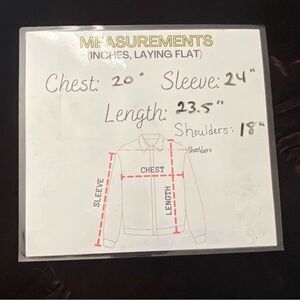 MEASUREMENTS
(INCHES, LAYING FLAT)
Chest: 20" Sleeve: 24"
Length: 23.5"
Shoulders: 18"
Shoulders
CHEST
SLEEVE
LENGTH